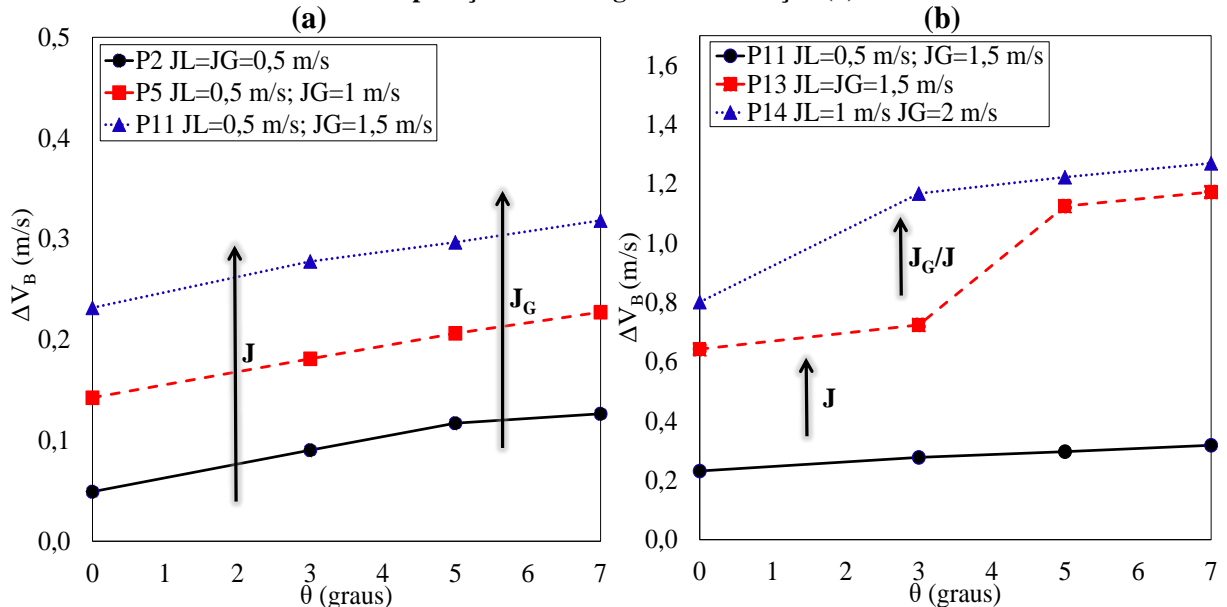 (a)
0,5
0,4
0,3
0,2
0,1
0,0
ΔV_B (m/s)
P2 JL=JG=0,5 m/s
P5 JL=0,5 m/s; JG=1 m/s
P11 JL=0,5 m/s; JG=1,5 m/s
J
J_G
0 1 2 3 4 5 6 7
θ (graus)
(b)
1,6
1,4
1,2
1,0
0,8
0,6
0,4
0,2
0,0
ΔV_B (m/s)
P11 JL=0,5 m/s; JG=1,5 m/s
P13 JL=JG=1,5 m/s
P14 JL=1 m/s JG=2 m/s
J_G/J
J
0 1 2 3 4 5 6 7
θ (graus)